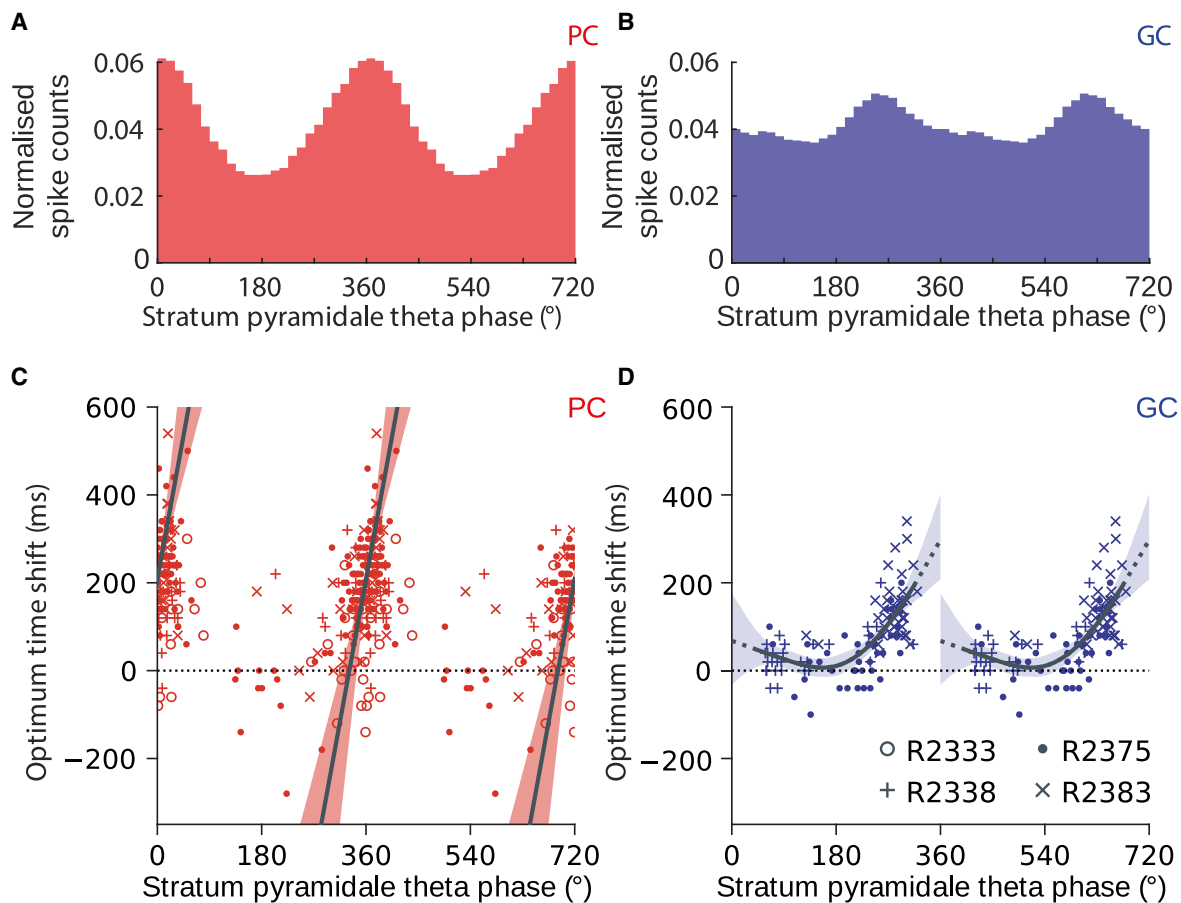 A
PC
Normalised
spike counts
0.06
0.04
0.02
0
0 180 360 540 720
Stratum pyramidale theta phase (°)
B
GC
Normalised
spike counts
0.06
0.04
0.02
0
0 180 360 540 720
Stratum pyramidale theta phase (°)
C
PC
Optimum time shift (ms)
600
400
200
0
−200
0 180 360 540 720
Stratum pyramidale theta phase (°)
D
GC
Optimum time shift (ms)
600
400
200
0
−200
R2333 R2375
R2338 R2383
0 180 360 540 720
Stratum pyramidale theta phase (°)